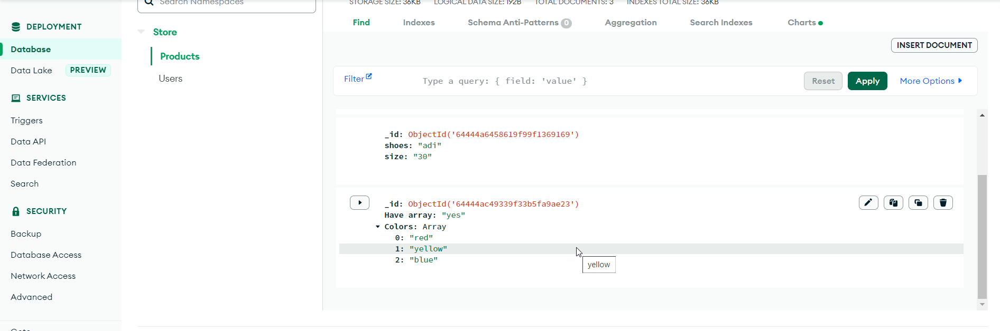 Search Namespaces
STORAGE SIZE: 36KB LOGICAL DATA SIZE: 192B TOTAL DOCUMENTS: 3 INDEXES TOTAL SIZE: 36KB
DEPLOYMENT
Database
Data Lake PREVIEW
SERVICES
Triggers
Data API
Data Federation
Search
SECURITY
Backup
Database Access
Network Access
Advanced
Store
Products
Users
Find Indexes Schema Anti-Patterns 0 Aggregation Search Indexes Charts
INSERT DOCUMENT
Filter Type a query: { field: 'value' } Reset Apply More Options
_id: ObjectId('64444a6458619f99f1369169')
shoes: "adi"
size: "30"
_id: ObjectId('64444ac49339f33b5fa9ae23')
Have array: "yes"
Colors: Array
0: "red"
1: "yellow"
2: "blue"
yellow